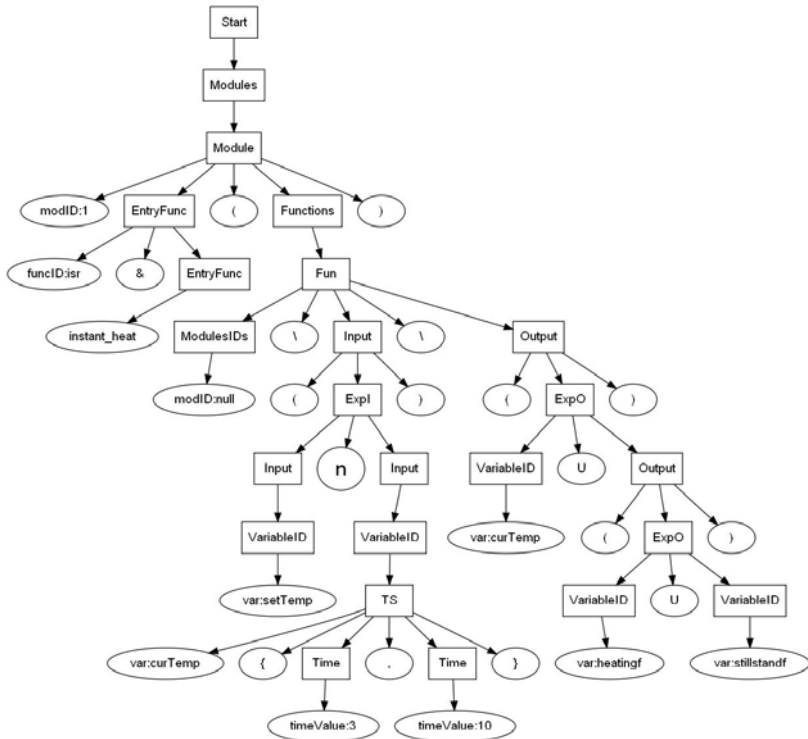 Start
Modules
Module
modID:1 EntryFunc ( Functions )
funcID:isr & EntryFunc Fun
instant_heat ModulesIDs \ Input \ Output
modID:null ( ExpI ) ( ExpO )
Input n Input VariableID U Output
VariableID VariableID var:curTemp ( ExpO )
var:setTemp TS VariableID U VariableID
var:curTemp { Time , Time } var:heatingf var:stillstandf
timeValue:3 timeValue:10